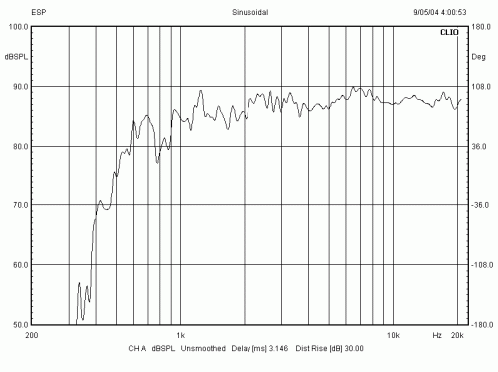 ESP Sinusoidal 9/05/04 4:00:53
100.0 CLIO 180.0
dBSPL Deg
90.0 108.0
80.0 36.0
70.0 -36.0
60.0 -108.0
50.0 -180.0
200 1k 10k Hz 20k
CH A dBSPL Unsmoothed Delay [ms] 3.146 Dist Rise [dB] 30.00